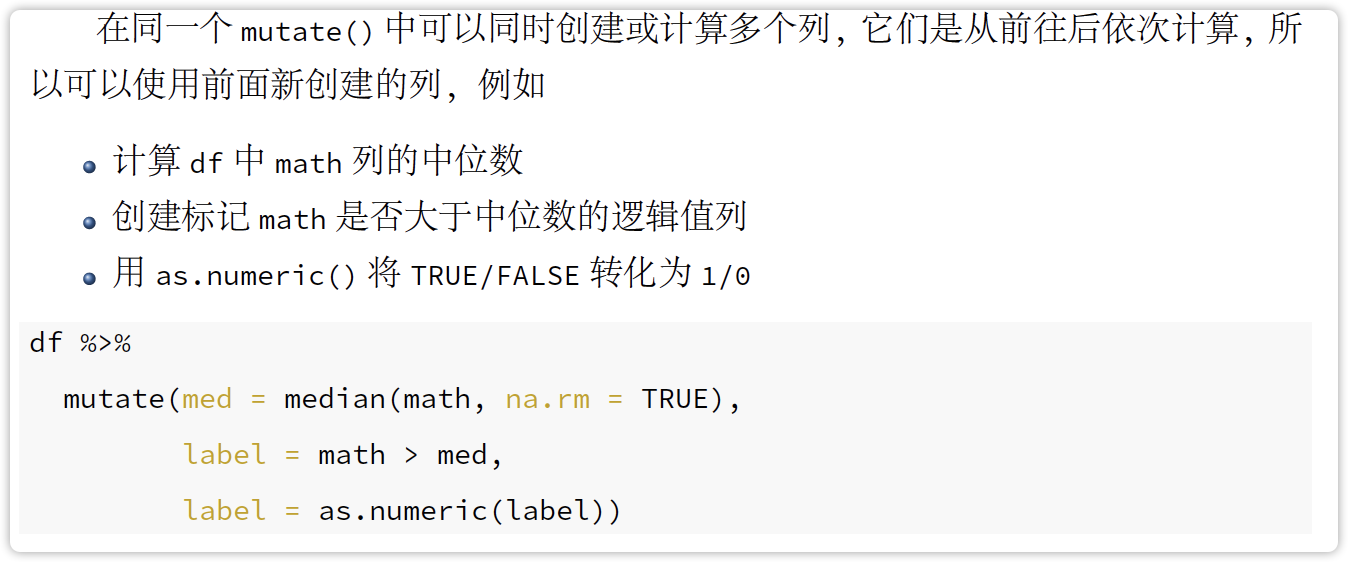 在同一个 mutate() 中可以同时创建或计算多个列，它们是从前往后依次计算，所
以可以使用前面新创建的列，例如
计算 df 中 math 列的中位数
创建标记 math 是否大于中位数的逻辑值列
用 as.numeric() 将 TRUE/FALSE 转化为 1/0
df %>%
  mutate(med = median(math, na.rm = TRUE),
         label = math > med,
         label = as.numeric(label))